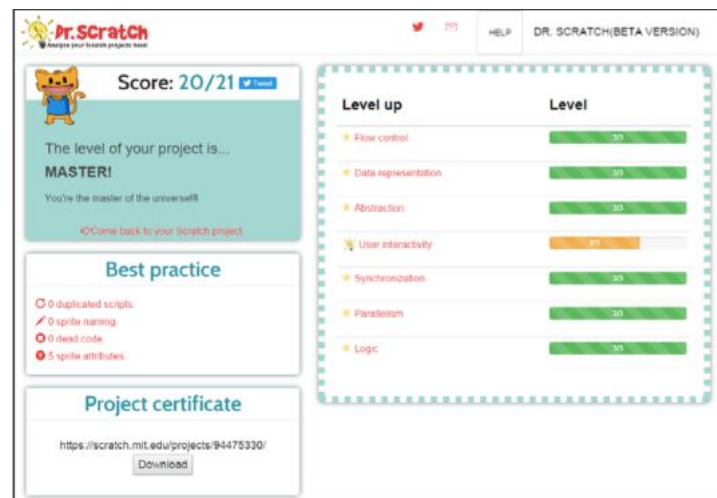 Dr.Scratch
Analyze your Scratch projects here!
HELP
DR. SCRATCH(BETA VERSION)
Score: 20/21
Tweet
The level of your project is...
MASTER!
You're the master of the universe!!!
Come back to your Scratch project.
Best practice
0 duplicated scripts.
0 sprite naming.
0 dead code.
5 sprite attributes.
Project certificate
https://scratch.mit.edu/projects/94475330/
Download
Level up Level
Flow control 3/3
Data representation 3/3
Abstraction 3/3
User interactivity 2/3
Synchronization 3/3
Parallelism 3/3
Logic 3/3